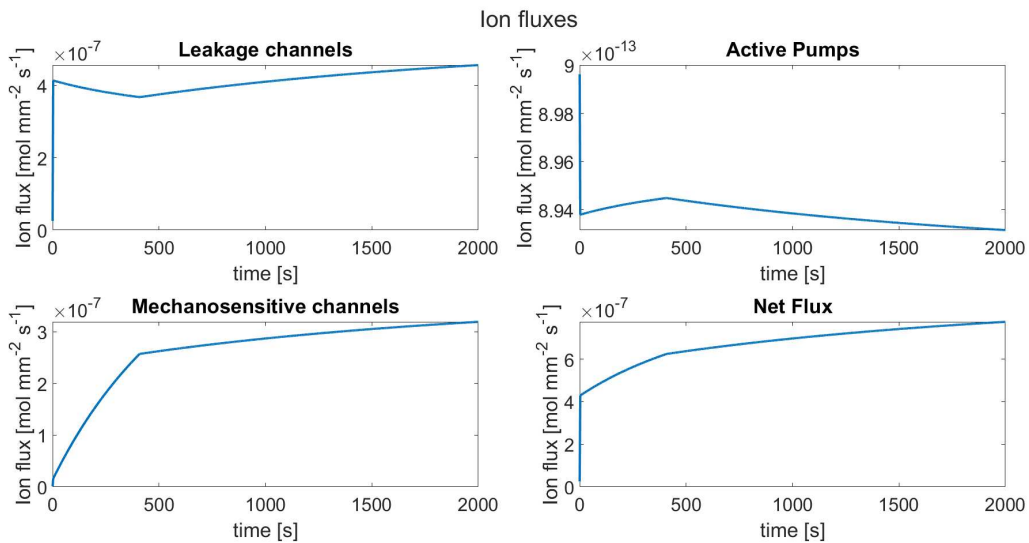 Ion fluxes
Leakage channels
×10⁻⁷
Ion flux [mol mm⁻² s⁻¹]
4
2
0
0 500 1000 1500 2000
time [s]
Active Pumps
×10⁻¹³
Ion flux [mol mm⁻² s⁻¹]
9
8.98
8.96
8.94
0 500 1000 1500 2000
time [s]
Mechanosensitive channels
×10⁻⁷
Ion flux [mol mm⁻² s⁻¹]
3
2
1
0
0 500 1000 1500 2000
time [s]
Net Flux
×10⁻⁷
Ion flux [mol mm⁻² s⁻¹]
6
4
2
0
0 500 1000 1500 2000
time [s]